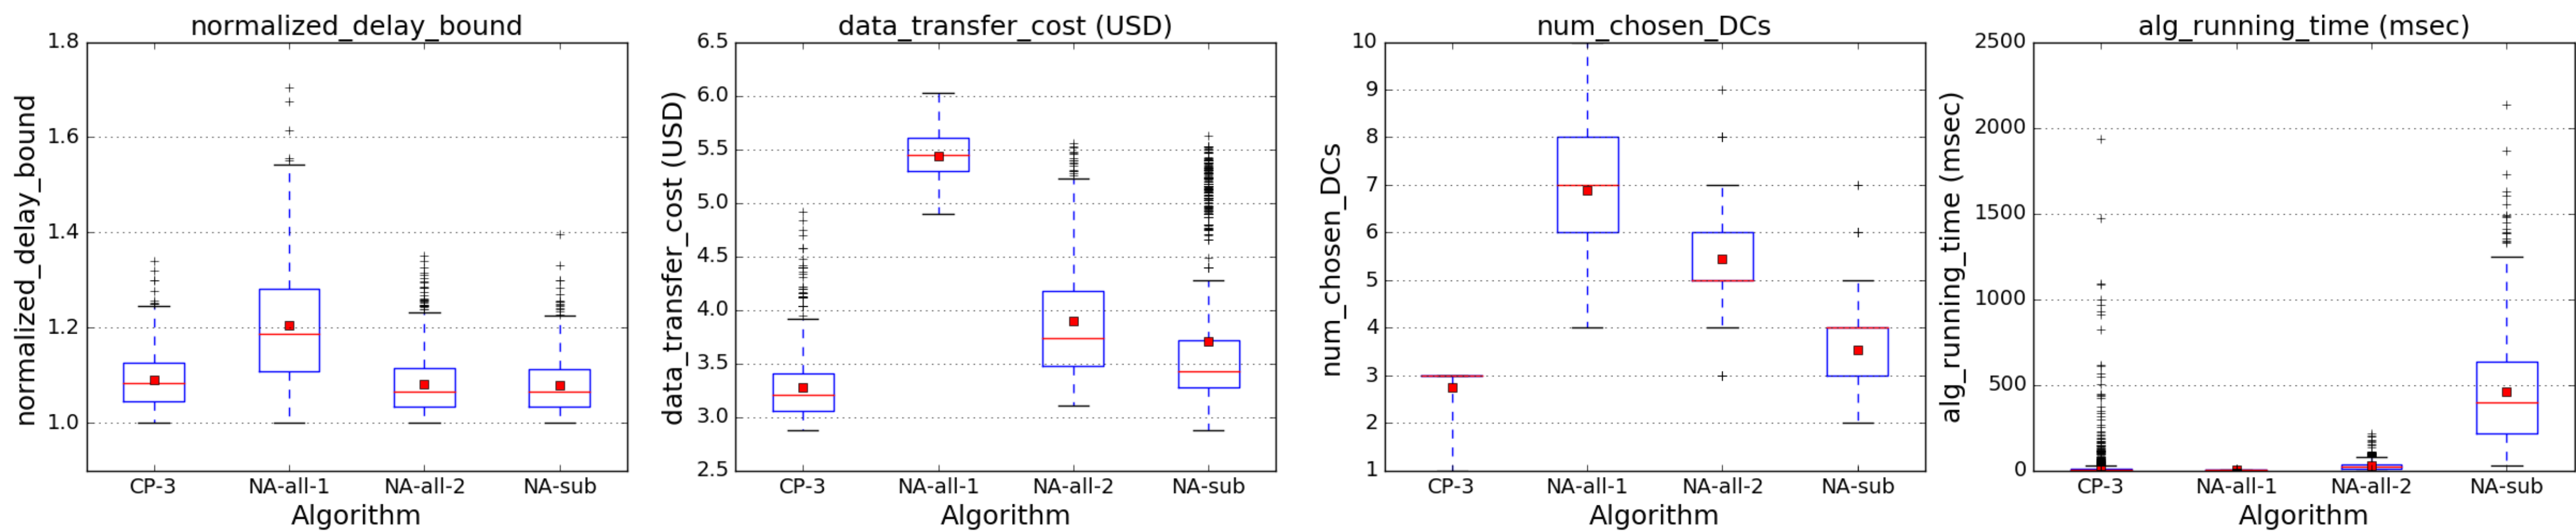 normalized_delay_bound
normalized_delay_bound
1.8
1.6
1.4
1.2
1.0
CP-3 NA-all-1 NA-all-2 NA-sub
Algorithm
data_transfer_cost (USD)
data_transfer_cost (USD)
6.5
6.0
5.5
5.0
4.5
4.0
3.5
3.0
2.5
CP-3 NA-all-1 NA-all-2 NA-sub
Algorithm
num_chosen_DCs
num_chosen_DCs
10
9
8
7
6
5
4
3
2
1
CP-3 NA-all-1 NA-all-2 NA-sub
Algorithm
alg_running_time (msec)
alg_running_time (msec)
2500
2000
1500
1000
500
0
CP-3 NA-all-1 NA-all-2 NA-sub
Algorithm